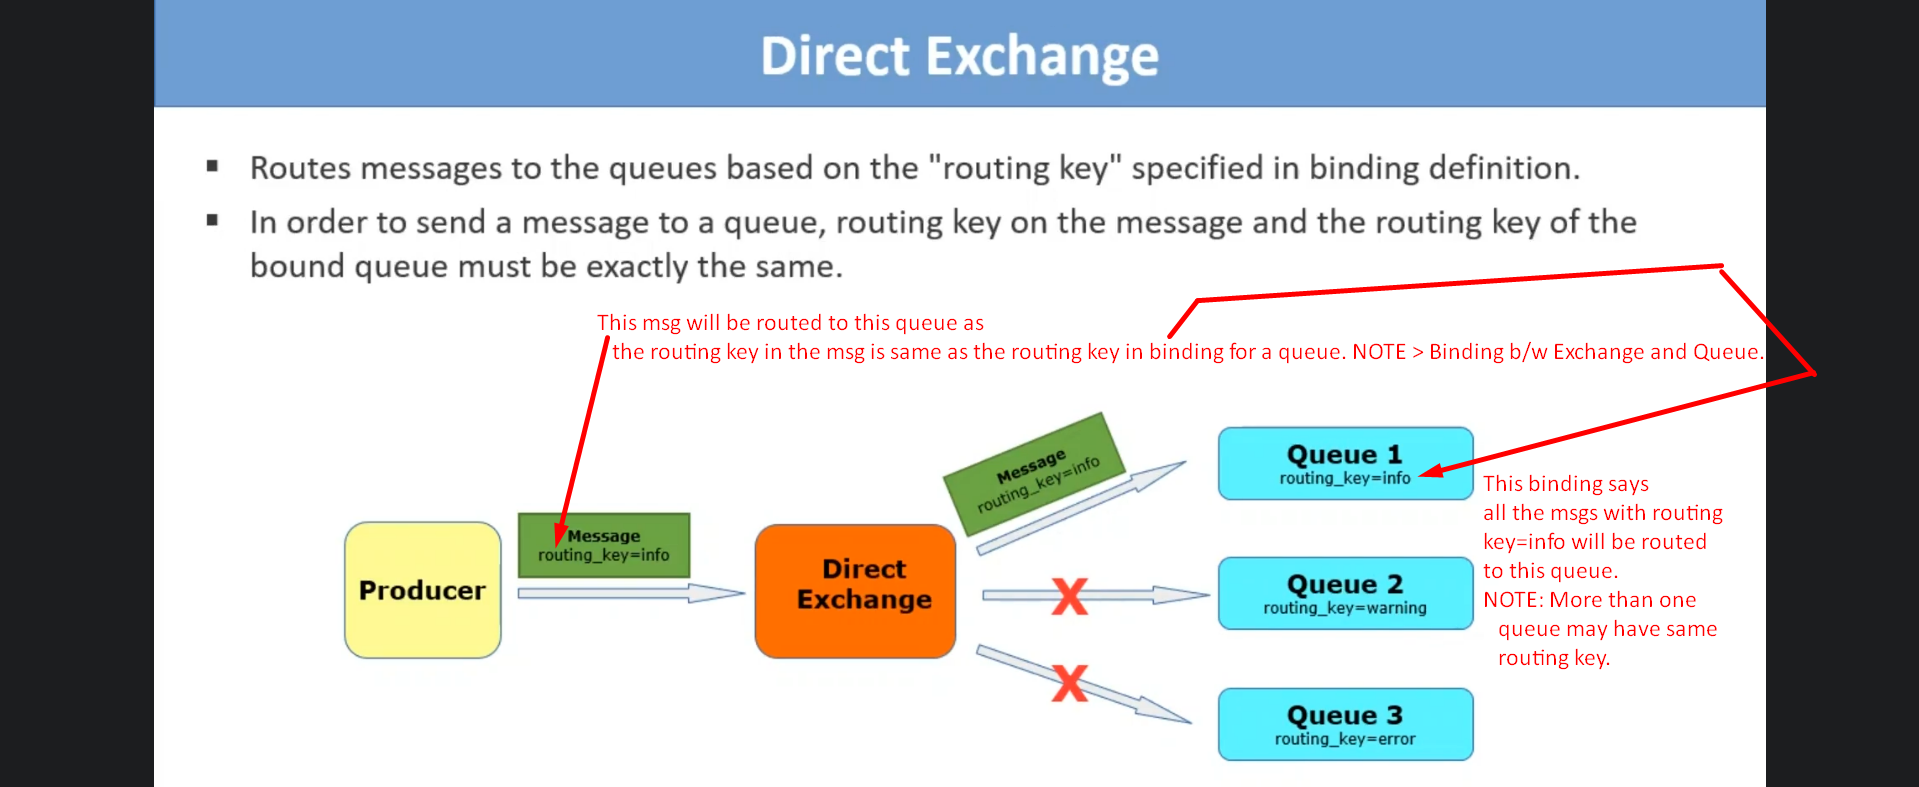 Direct Exchange
▪ Routes messages to the queues based on the "routing key" specified in binding definition.
▪ In order to send a message to a queue, routing key on the message and the routing key of the
bound queue must be exactly the same.
This msg will be routed to this queue as
the routing key in the msg is same as the routing key in binding for a queue. NOTE > Binding b/w Exchange and Queue.
Producer
Message
routing_key=info
Direct
Exchange
Message
routing_key=info
X
X
Queue 1
routing_key=info
Queue 2
routing_key=warning
Queue 3
routing_key=error
This binding says
all the msgs with routing
key=info will be routed
to this queue.
NOTE: More than one
queue may have same
routing key.